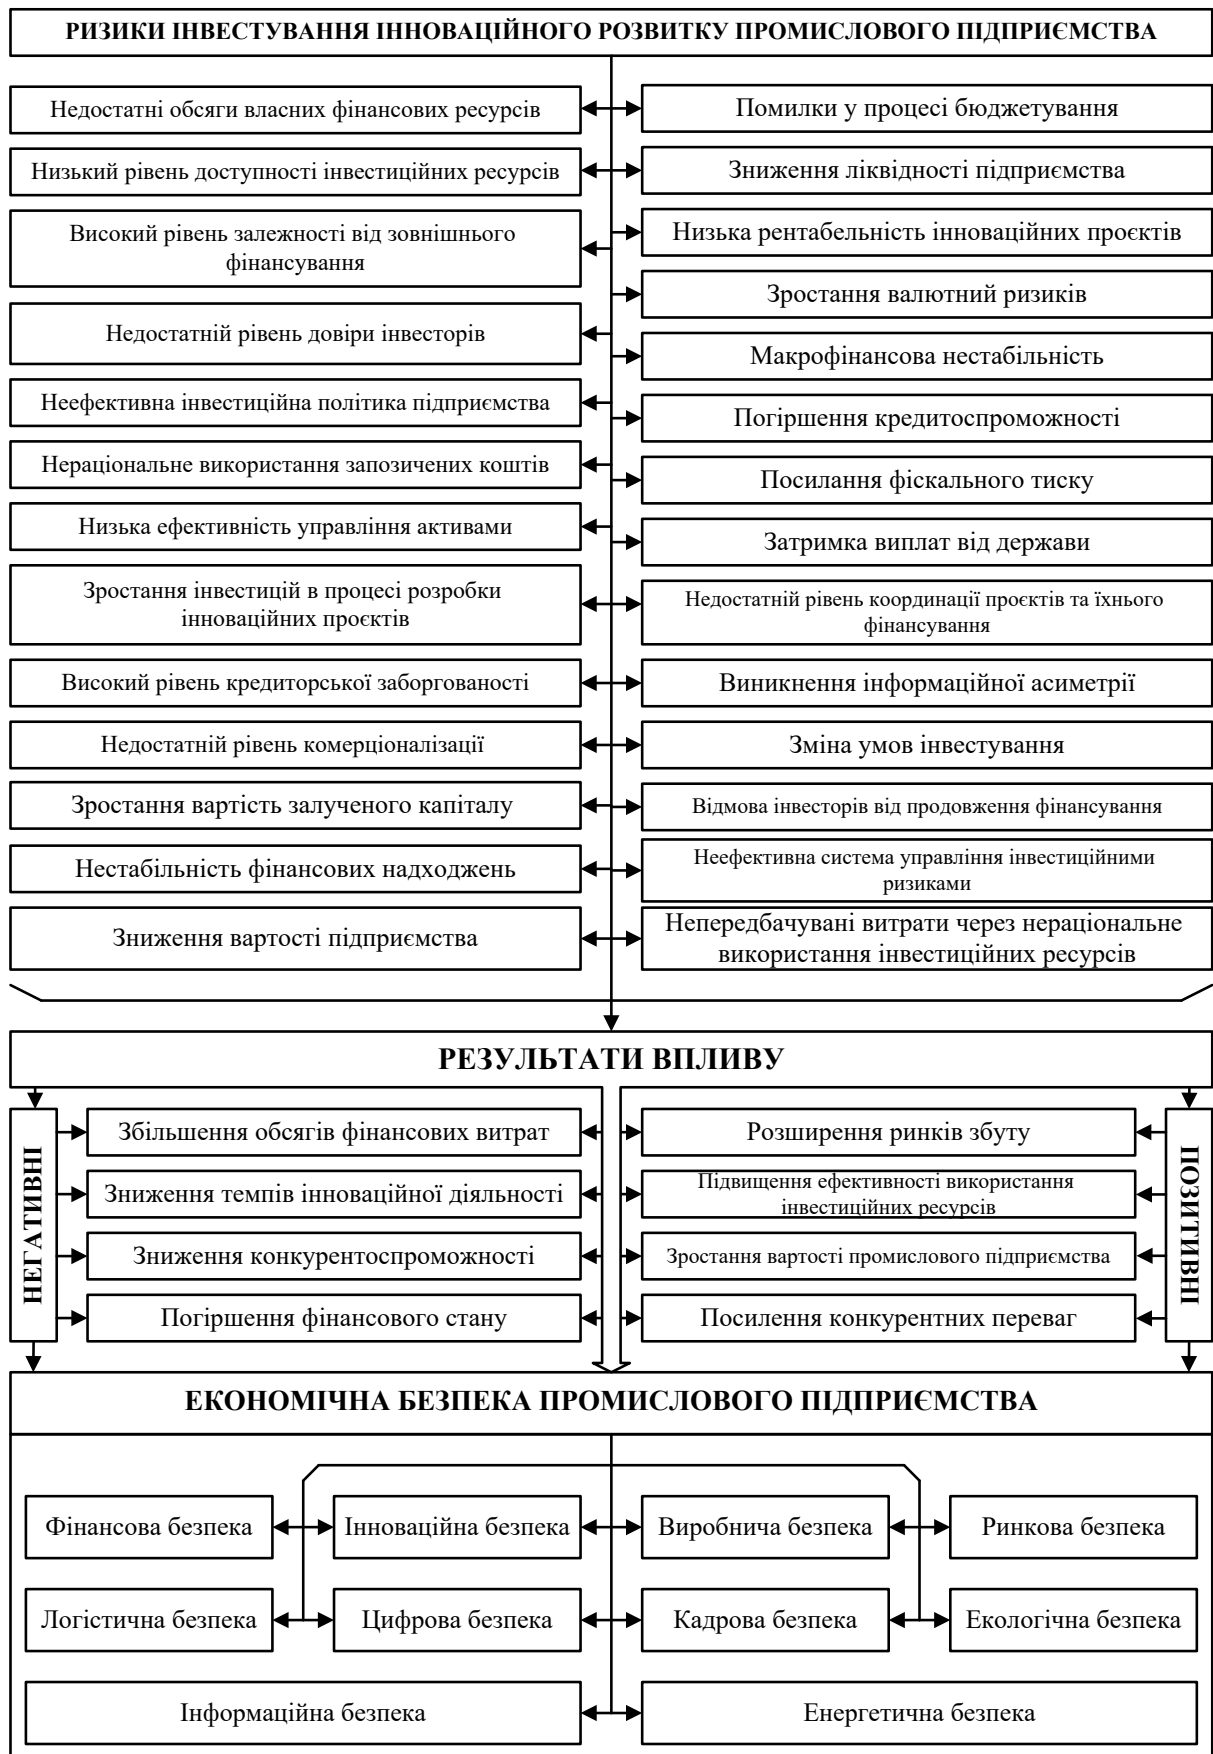 РИЗИКИ ІНВЕСТУВАННЯ ІННОВАЦІЙНОГО РОЗВИТКУ ПРОМИСЛОВОГО ПІДПРИЄМСТВА
Недостатні обсяги власних фінансових ресурсів
Помилки у процесі бюджетування
Низький рівень доступності інвестиційних ресурсів
Зниження ліквідності підприємства
Високий рівень залежності від зовнішнього
фінансування
Низька рентабельність інноваційних проєктів
Зростання валютний ризиків
Недостатній рівень довіри інвесторів
Макрофінансова нестабільність
Неефективна інвестиційна політика підприємства
Погіршення кредитоспроможності
Нераціональне використання запозичених коштів
Посилання фіскального тиску
Низька ефективність управління активами
Затримка виплат від держави
Зростання інвестицій в процесі розробки
інноваційних проєктів
Недостатній рівень координації проєктів та їхнього
фінансування
Високий рівень кредиторської заборгованості
Виникнення інформаційної асиметрії
Недостатній рівень комерціоналізації
Зміна умов інвестування
Зростання вартість залученого капіталу
Відмова інвесторів від продовження фінансування
Нестабільність фінансових надходжень
Неефективна система управління інвестиційними
ризиками
Зниження вартості підприємства
Непередбачувані витрати через нераціональне
використання інвестиційних ресурсів
РЕЗУЛЬТАТИ ВПЛИВУ
НЕГАТИВНІ
Збільшення обсягів фінансових витрат
Зниження темпів інноваційної діяльності
Зниження конкурентоспроможності
Погіршення фінансового стану
Розширення ринків збуту
Підвищення ефективності використання
інвестиційних ресурсів
Зростання вартості промислового підприємства
Посилення конкурентних переваг
ПОЗИТИВНІ
ЕКОНОМІЧНА БЕЗПЕКА ПРОМИСЛОВОГО ПІДПРИЄМСТВА
Фінансова безпека
Інноваційна безпека
Виробнича безпека
Ринкова безпека
Логістична безпека
Цифрова безпека
Кадрова безпека
Екологічна безпека
Інформаційна безпека
Енергетична безпека